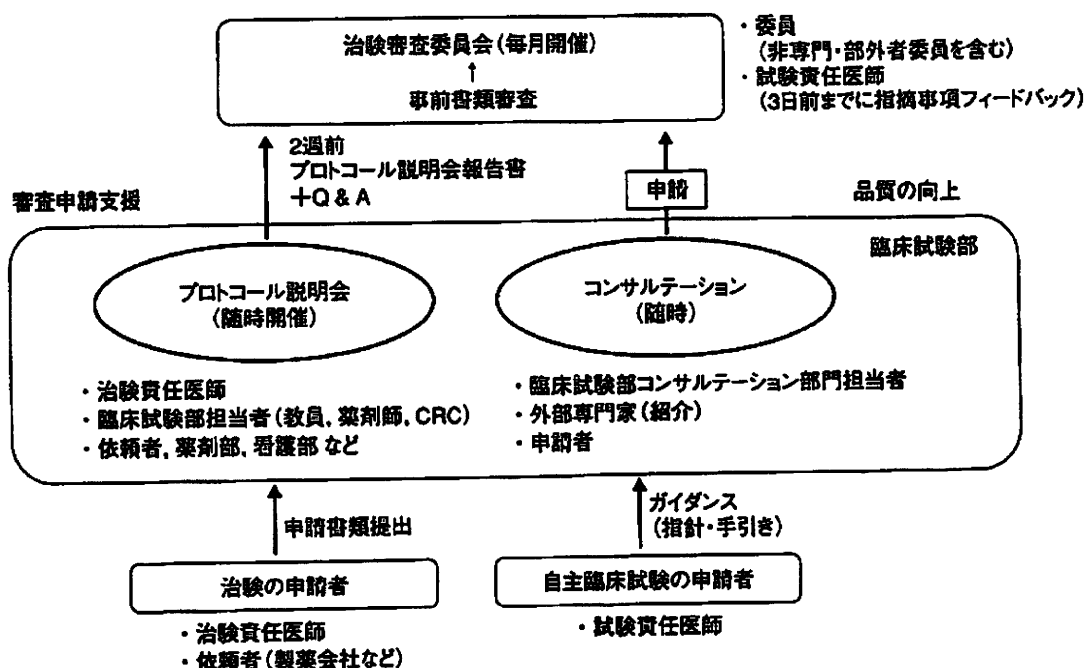 治験審査委員会(毎月開催)
↑
事前書類審査
・委員
(非専門・部外者委員を含む)
・試験責任医師
(3日前までに指摘事項フィードバック)
2週前
プロトコール説明会報告書
+Q & A
申請
審査申請支援
品質の向上
臨床試験部
プロトコール説明会
(随時開催)
コンサルテーション
(随時)
・治験責任医師
・臨床試験部担当者(教員, 薬剤師, CRC)
・依頼者, 薬剤部, 看護部 など
・臨床試験部コンサルテーション部門担当者
・外部専門家(紹介)
・申請者
申請書類提出
ガイダンス
(指針・手引き)
治験の申請者
自主臨床試験の申請者
・治験責任医師
・依頼者(製薬会社など)
・試験責任医師